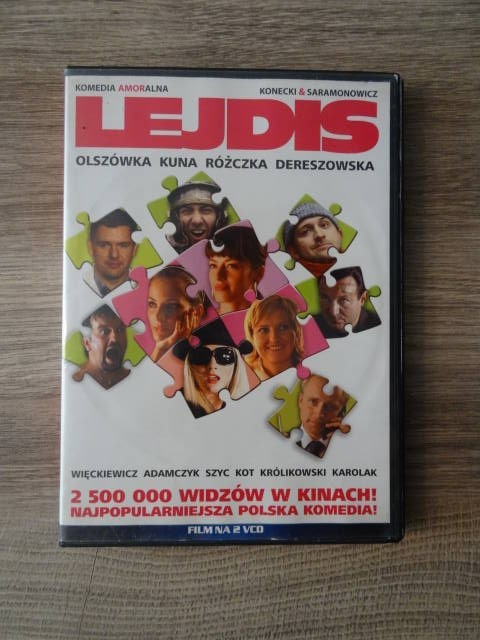 KOMEDIA AMORALNA KONECKI & SARAMONOWICZ
LEJDIS
OLSZÓWKA KUNA RÓŻCZKA DERESZOWSKA
WIĘCKIEWICZ ADAMCZYK SZYC KOT KRÓLIKOWSKI KAROLAK
2 500 000 WIDZÓW W KINACH!
NAJPOPULARNIEJSZA POLSKA KOMEDIA!
FILM NA 2 VCD